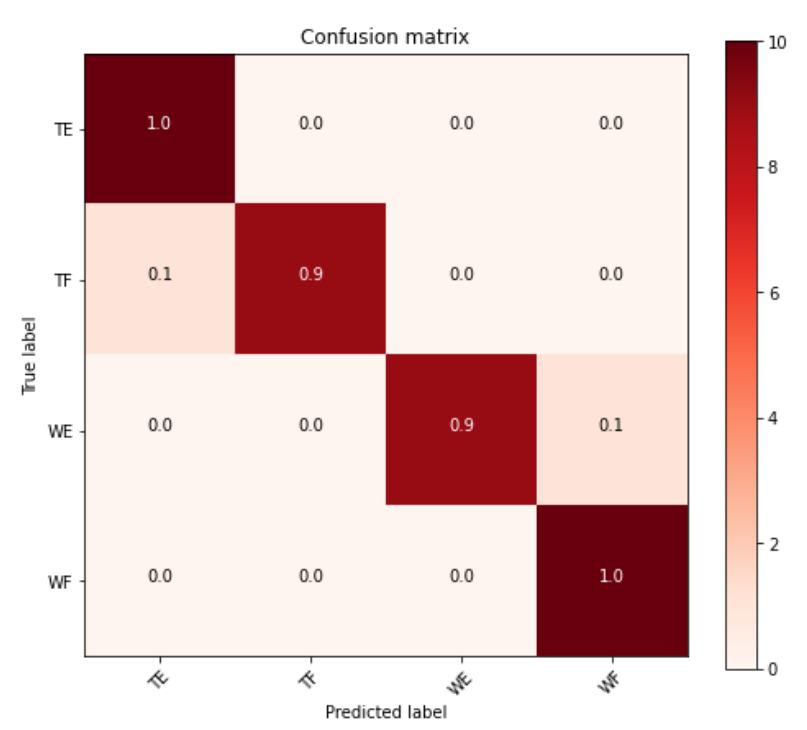 Confusion matrix
TE 1.0 0.0 0.0 0.0
TF 0.1 0.9 0.0 0.0
WE 0.0 0.0 0.9 0.1
WF 0.0 0.0 0.0 1.0
True label
TE TF WE WF
Predicted label
10
8
6
4
2
0